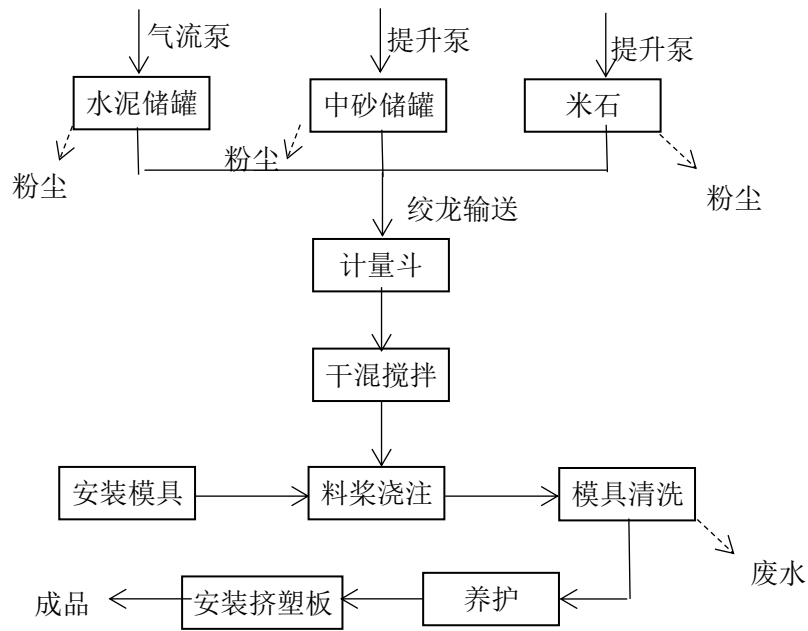 气流泵
提升泵
提升泵
水泥储罐
中砂储罐
米石
粉尘
粉尘
粉尘
绞龙输送
计量斗
干混搅拌
安装模具
料浆浇注
模具清洗
废水
成品
安装挤塑板
养护